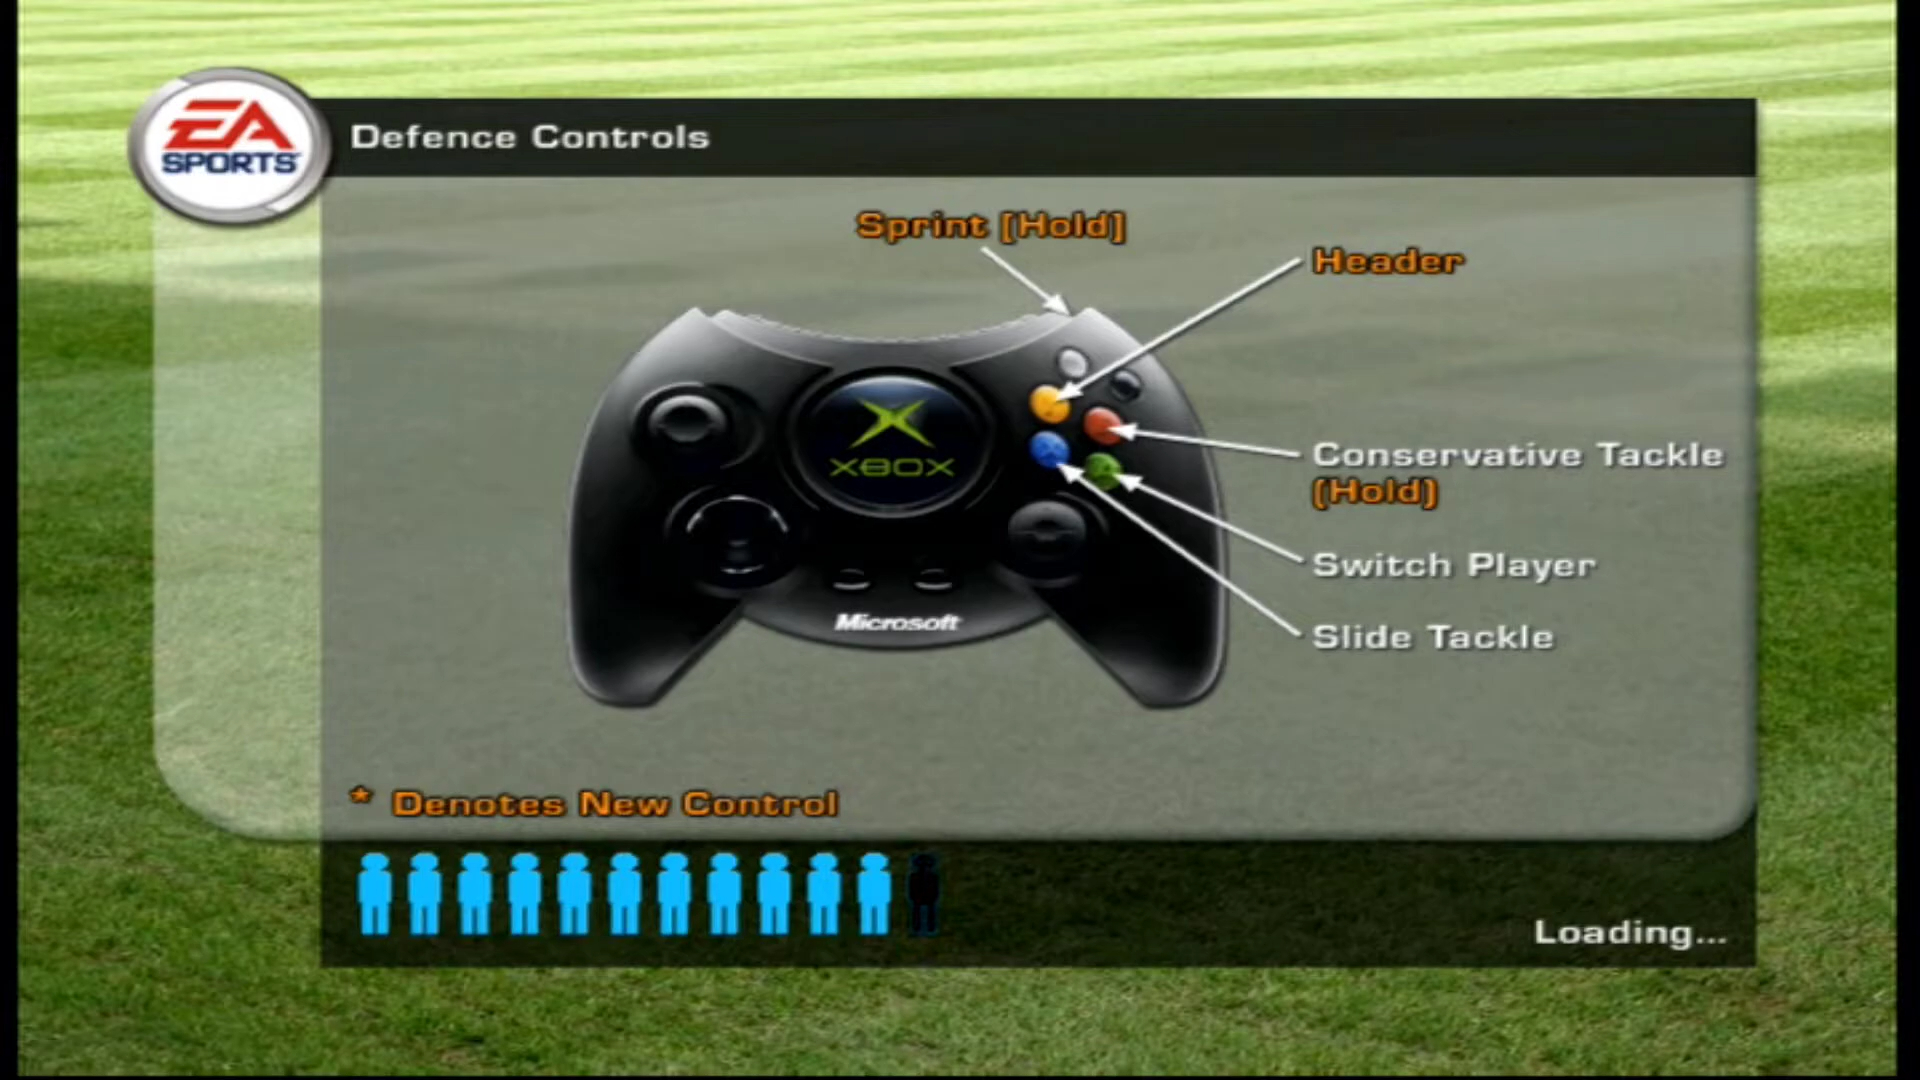 EA
SPORTS
Defence Controls
Sprint [Hold]
Header
XBOX
Conservative Tackle
(Hold)
Switch Player
Microsoft
Slide Tackle
* Denotes New Control
Loading...